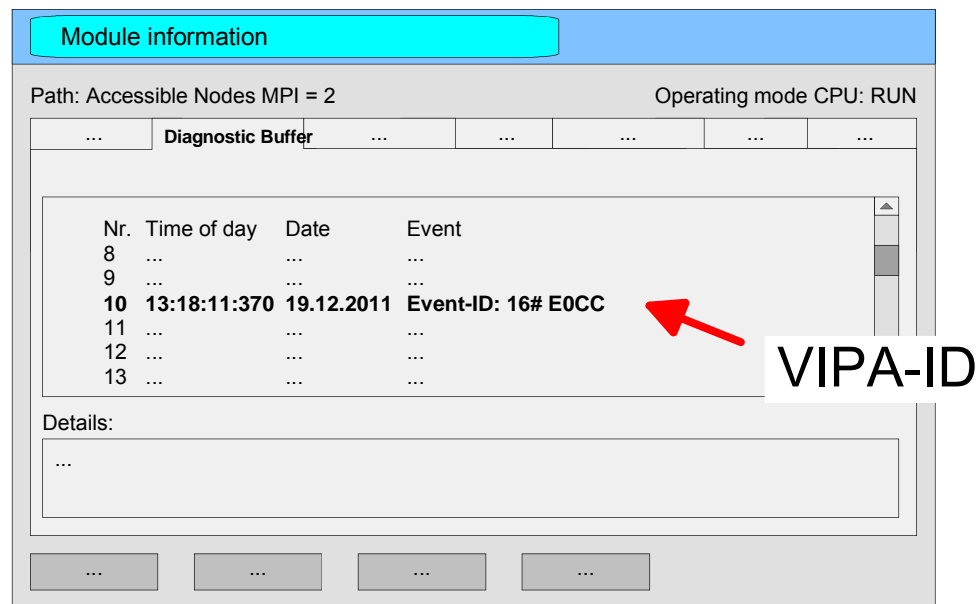 Module information
Path: Accessible Nodes MPI = 2 Operating mode CPU: RUN
... Diagnostic Buffer ... ... ... ... ...
Nr. Time of day Date Event
8 ... ... ...
9 ... ... ...
10 13:18:11:370 19.12.2011 Event-ID: 16# E0CC
11 ... ... ...
12 ... ... ...
13 ... ... ...
VIPA-ID
Details:
...
... ... ... ...